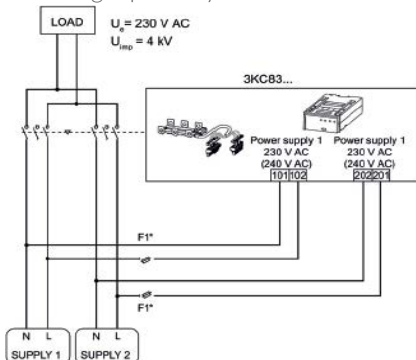 LOAD
Ue= 230 V AC
Uimp = 4 kV
3KC83...
Power supply 1 Power supply 1
230 V AC 230 V AC
(240 V AC) (240 V AC)
101 102 202 201
F1*
F1*
N L N L
SUPPLY 1 SUPPLY 2